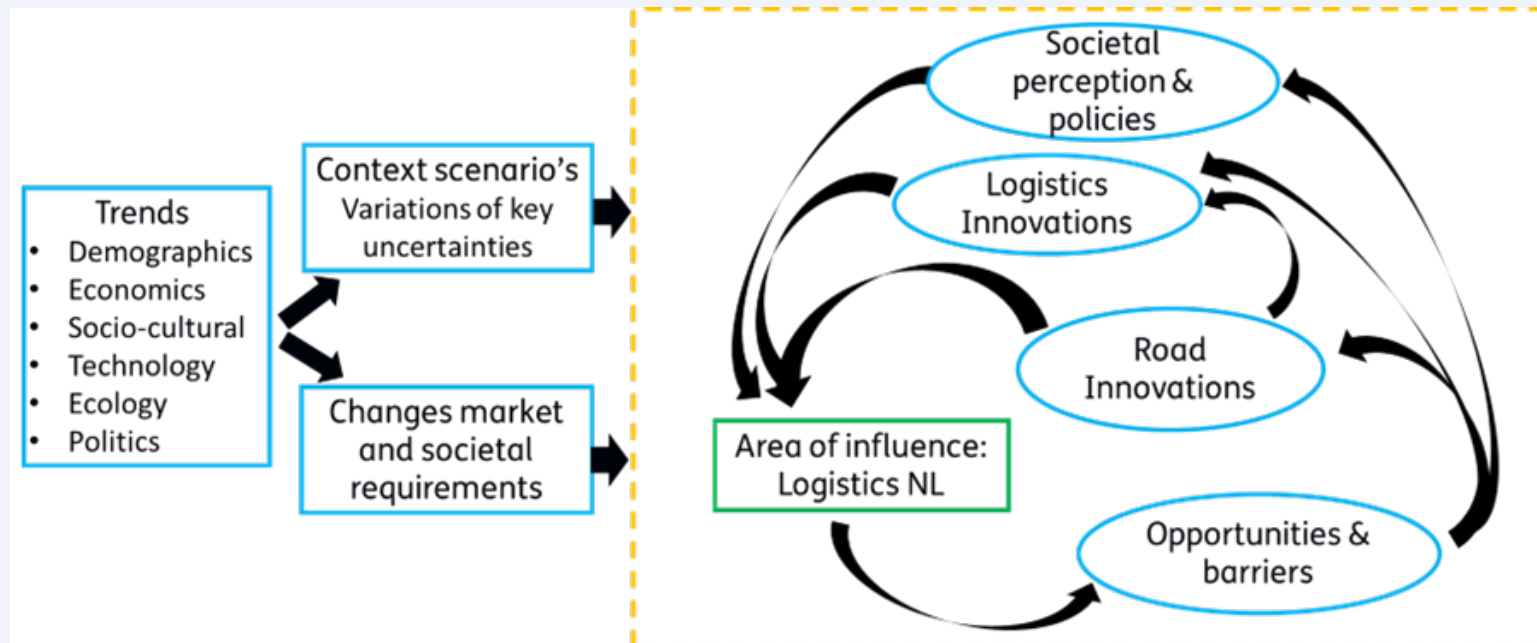 Trends
• Demographics
• Economics
• Socio-cultural
• Technology
• Ecology
• Politics
Context scenario’s
Variations of key
uncertainties
Changes market
and societal
requirements
Societal
perception &
policies
Logistics
Innovations
Road
Innovations
Area of influence:
Logistics NL
Opportunities &
barriers